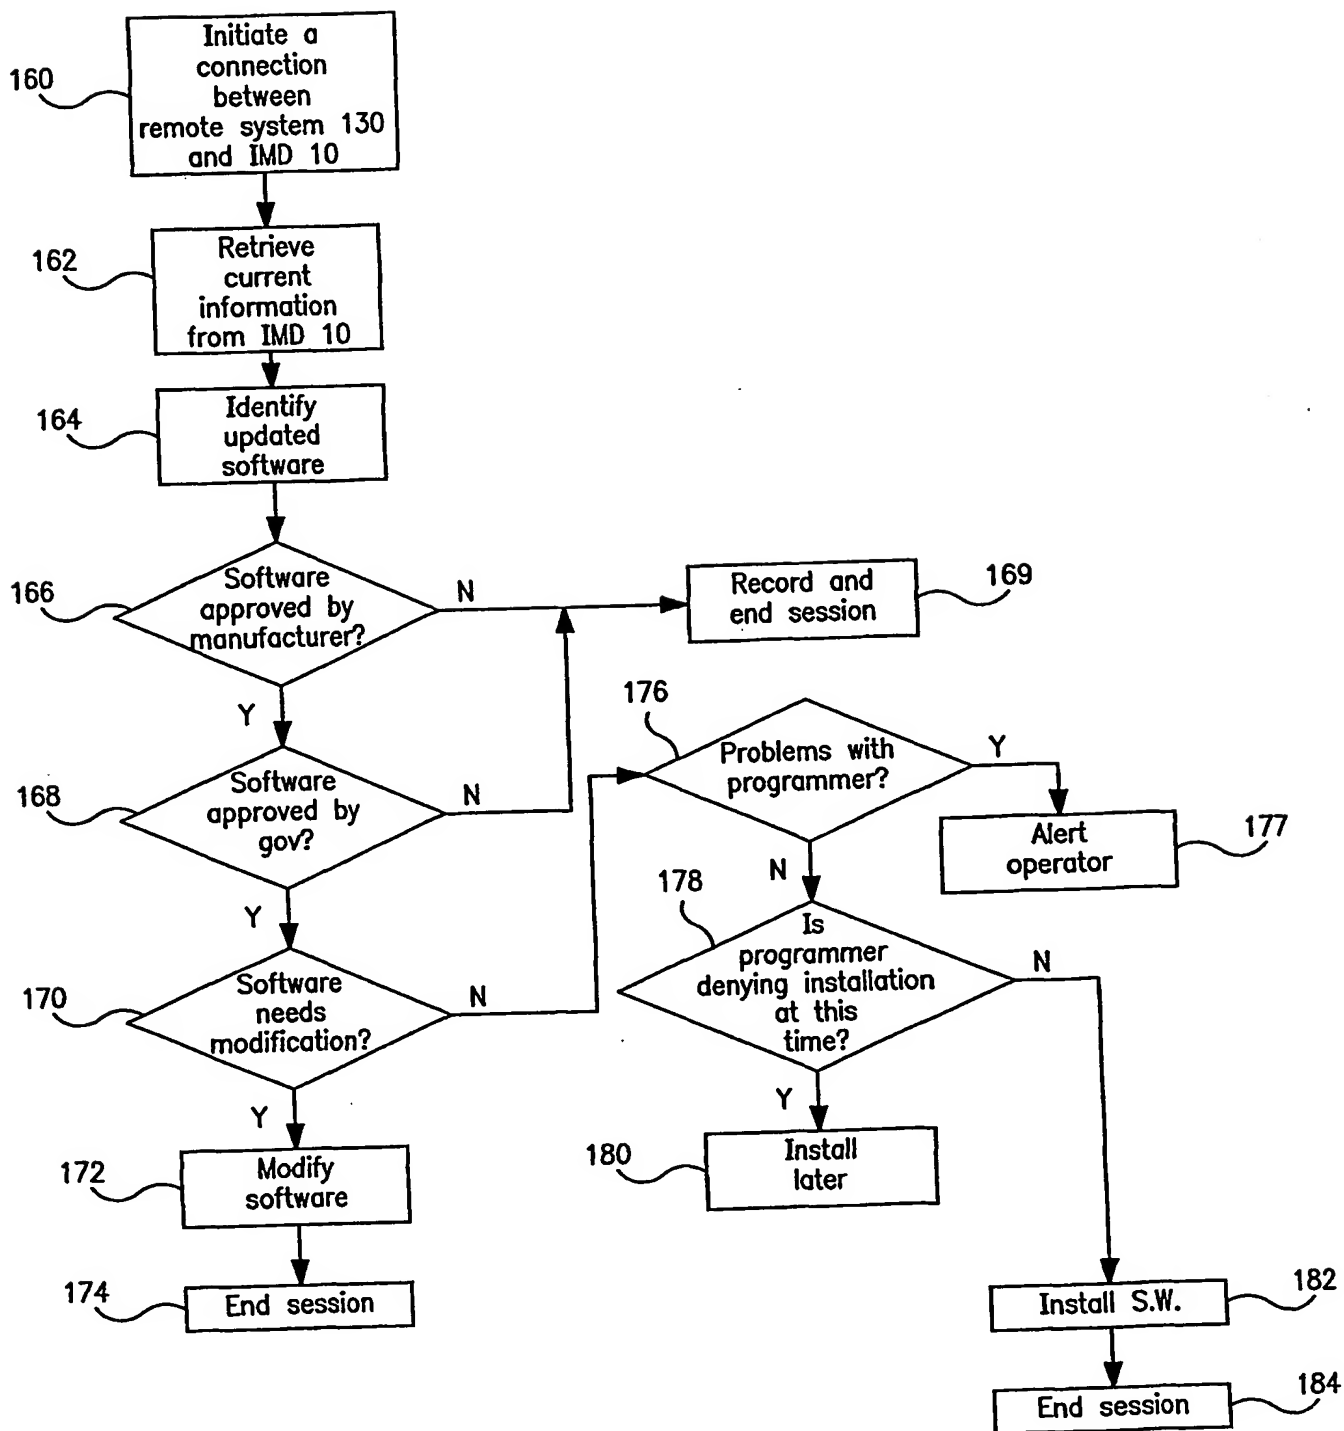 Initiate a
connection
between
remote system 130
and IMD 10
160
Retrieve
current
information
from IMD 10
162
Identify
updated
software
164
Software
approved by
manufacturer?
166
N
Y
Record and
end session
169
Software
approved by
gov?
168
N
Y
Software
needs
modification?
170
N
Y
Modify
software
172
End session
174
176
Problems with
programmer?
Y
N
Alert
operator
177
178
Is
programmer
denying installation
at this
time?
N
Y
Install
later
180
Install S.W.
182
End session
184